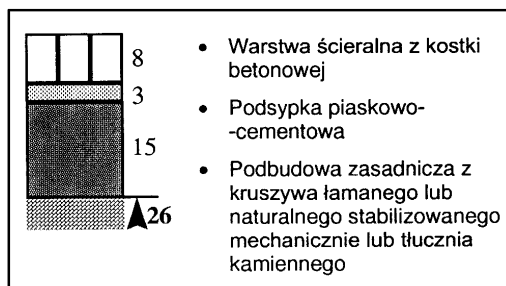 8
3
15
26
• Warstwa ścieralna z kostki
betonowej
• Podsypka piaskowo-
-cementowa
• Podbudowa zasadnicza z
kruszywa łamanego lub
naturalnego stabilizowanego
mechanicznie lub tłucznia
kamiennego